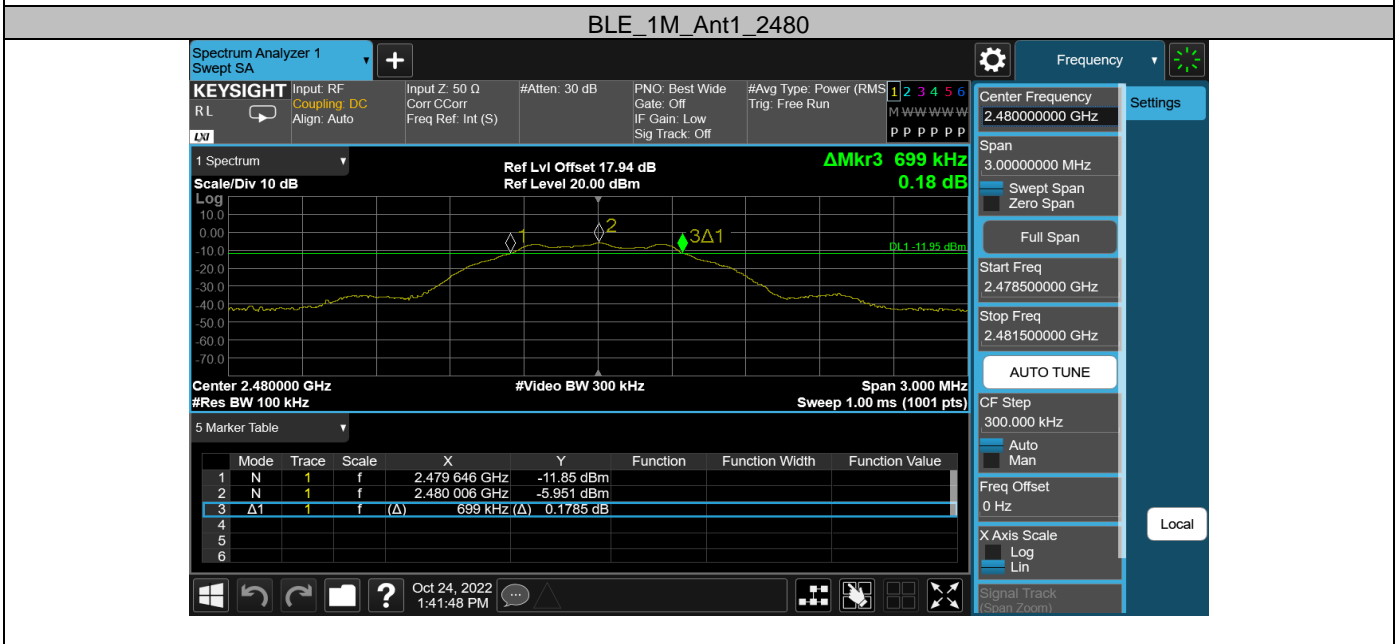 BLE_1M_Ant1_2480
Spectrum Analyzer 1
Swept SA
+
Frequency
KEYSIGHT
RL
LXI
Input: RF
Coupling: DC
Align: Auto
Input Z: 50 Ω
Corr CCorr
Freq Ref: Int (S)
#Atten: 30 dB
PNO: Best Wide
Gate: Off
IF Gain: Low
Sig Track: Off
#Avg Type: Power (RMS
Trig: Free Run
1 2 3 4 5 6
M W W W W W
P P P P P P
1 Spectrum
Scale/Div 10 dB
Ref Lvl Offset 17.94 dB
Ref Level 20.00 dBm
ΔMkr3 699 kHz
0.18 dB
Log
10.0
0.00
-10.0
-20.0
-30.0
-40.0
-50.0
-60.0
-70.0
1
2
3Δ1
DL1 -11.95 dBm
Center 2.480000 GHz
#Video BW 300 kHz
Span 3.000 MHz
#Res BW 100 kHz
Sweep 1.00 ms (1001 pts)
5 Marker Table
Mode Trace Scale X Y Function Function Width Function Value
1 N 1 f 2.479 646 GHz -11.85 dBm
2 N 1 f 2.480 006 GHz -5.951 dBm
3 Δ1 1 f (Δ) 699 kHz (Δ) 0.1785 dB
4
5
6
Oct 24, 2022
1:41:48 PM
?
Center Frequency
2.480000000 GHz
Span
3.00000000 MHz
Swept Span
Zero Span
Full Span
Start Freq
2.478500000 GHz
Stop Freq
2.481500000 GHz
AUTO TUNE
CF Step
300.000 kHz
Auto
Man
Freq Offset
0 Hz
X Axis Scale
Log
Lin
Signal Track
(Span Zoom)
Settings
Local